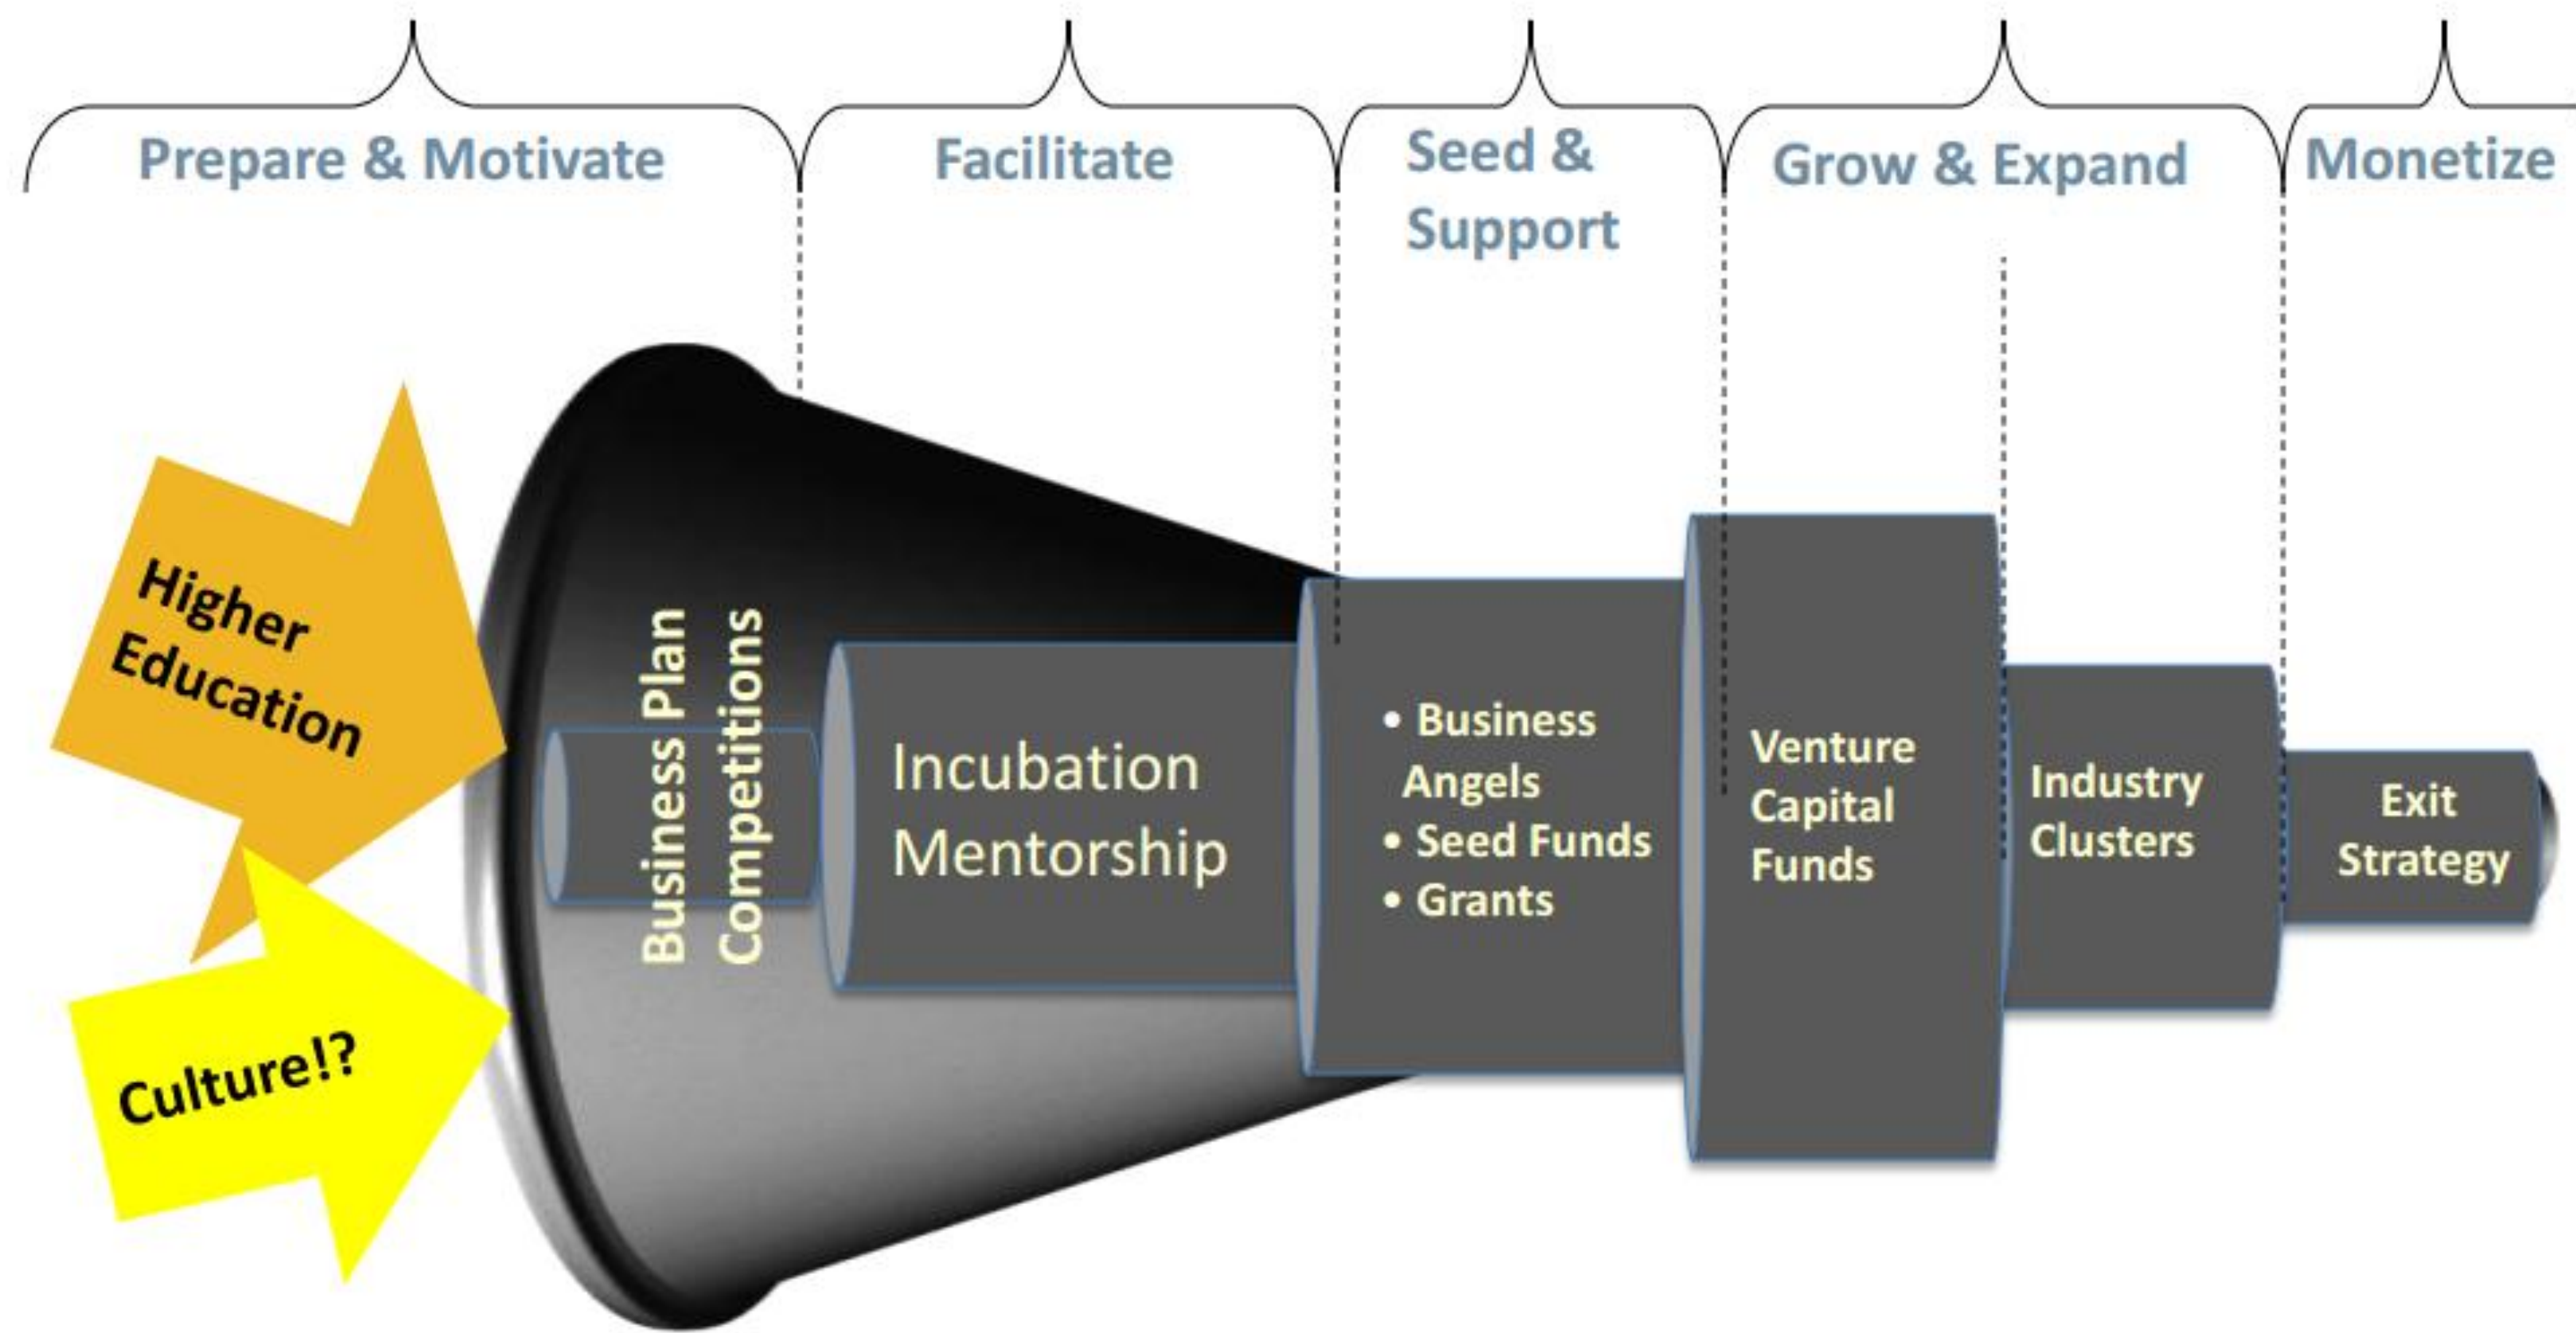 Prepare & Motivate
Facilitate
Seed &
Support
Grow & Expand
Monetize
Higher
Education
Culture!?
Business Plan
Competitions
Incubation
Mentorship
• Business
Angels
• Seed Funds
• Grants
Venture
Capital
Funds
Industry
Clusters
Exit
Strategy